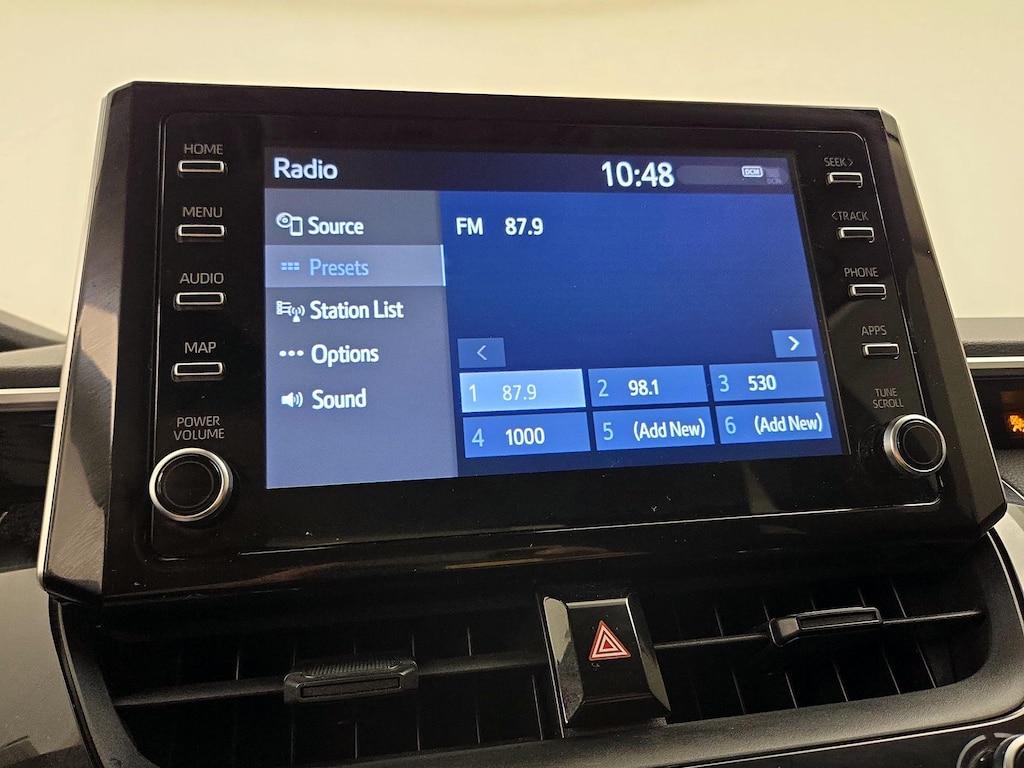 HOME
MENU
AUDIO
MAP
POWER
VOLUME
Radio
10:48
DCM
Source
Presets
Station List
Options
Sound
FM 87.9
<
>
1 87.9
2 98.1
3 530
4 1000
5 (Add New)
6 (Add New)
SEEK>
<TRACK
PHONE
APPS
TUNE
SCROLL